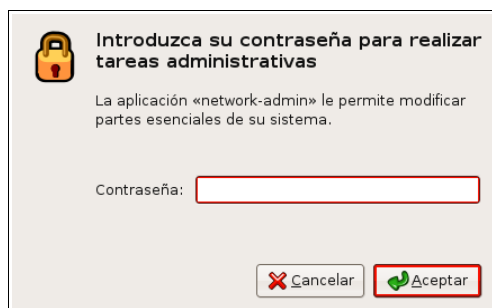 Introduzca su contraseña para realizar
tareas administrativas
La aplicación «network-admin» le permite modificar
partes esenciales de su sistema.
Contraseña:
Cancelar
Aceptar